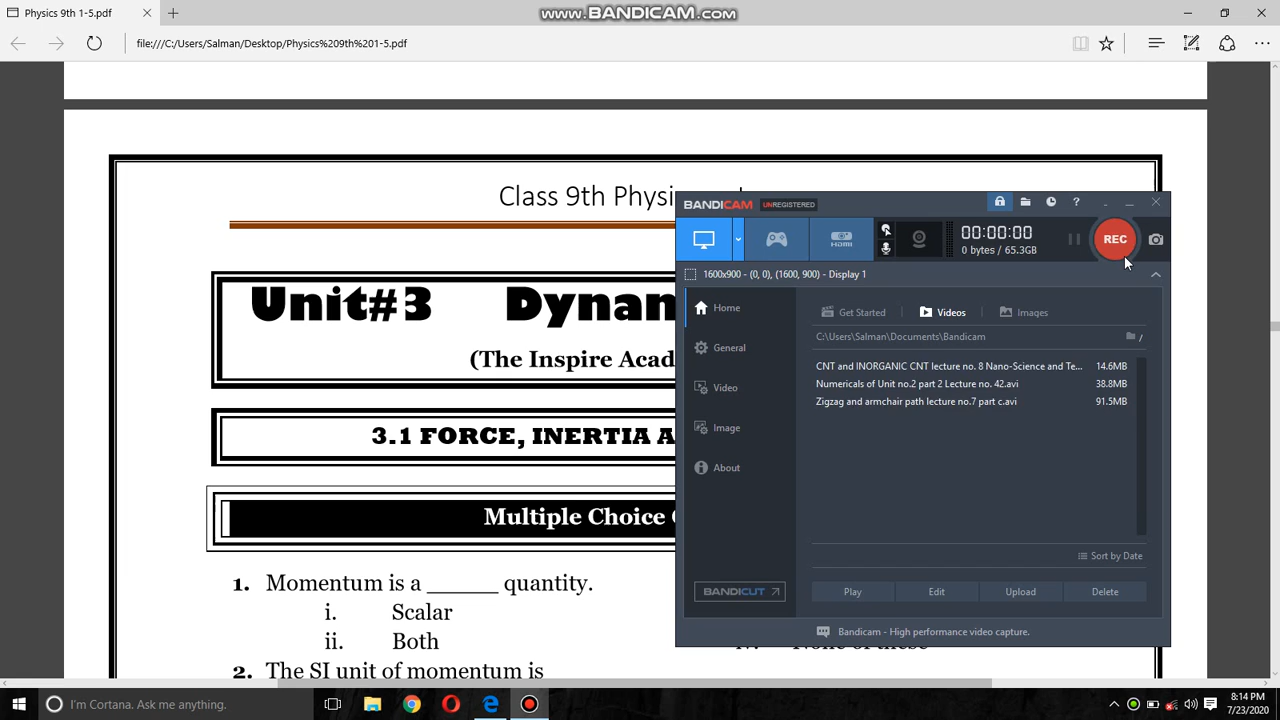 Physics 9th 1-5.pdf
www.BANDICAM.com
file:///C:/Users/Salman/Desktop/Physics%209th%201-5.pdf
Class 9th Physi
Unit#3 Dynam
(The Inspire Acad
3.1 FORCE, INERTIA A
Multiple Choice
1. Momentum is a ______ quantity.
i. Scalar
ii. Both
2. The SI unit of momentum is
BANDICAM UNREGISTERED
00:00:00
0 bytes / 65.3GB
HDMI
REC
1600x900 - (0, 0), (1600, 900) - Display 1
Home
General
Video
Image
About
BANDICUT
Get Started
Videos
Images
C:\Users\Salman\Documents\Bandicam
/
CNT and INORGANIC CNT lecture no. 8 Nano-Science and Te... 14.6MB
Numericals of Unit no.2 part 2 Lecture no. 42.avi 38.8MB
Zigzag and armchair path lecture no.7 part c.avi 91.5MB
Sort by Date
Play Edit Upload Delete
Bandicam - High performance video capture.
I'm Cortana. Ask me anything.
8:14 PM
7/23/2020